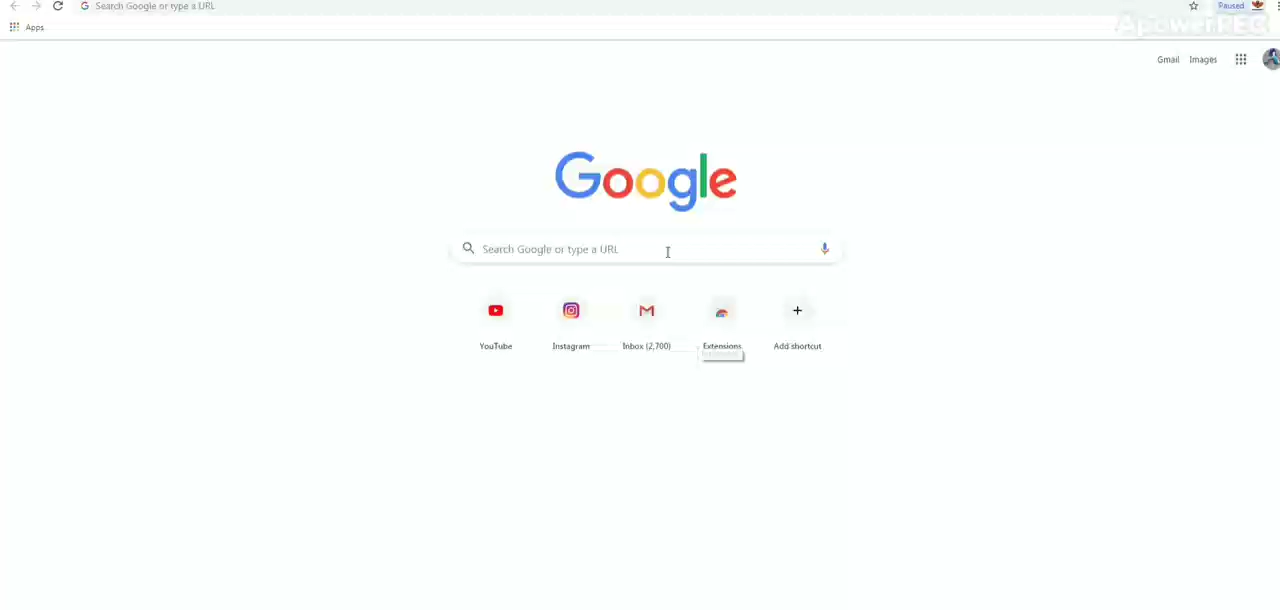 Search Google or type a URL
Paused
Apps
ApowerREC
Gmail
Images
Google
Search Google or type a URL
YouTube
Instagram
Inbox (2,700)
Extensions
Add shortcut